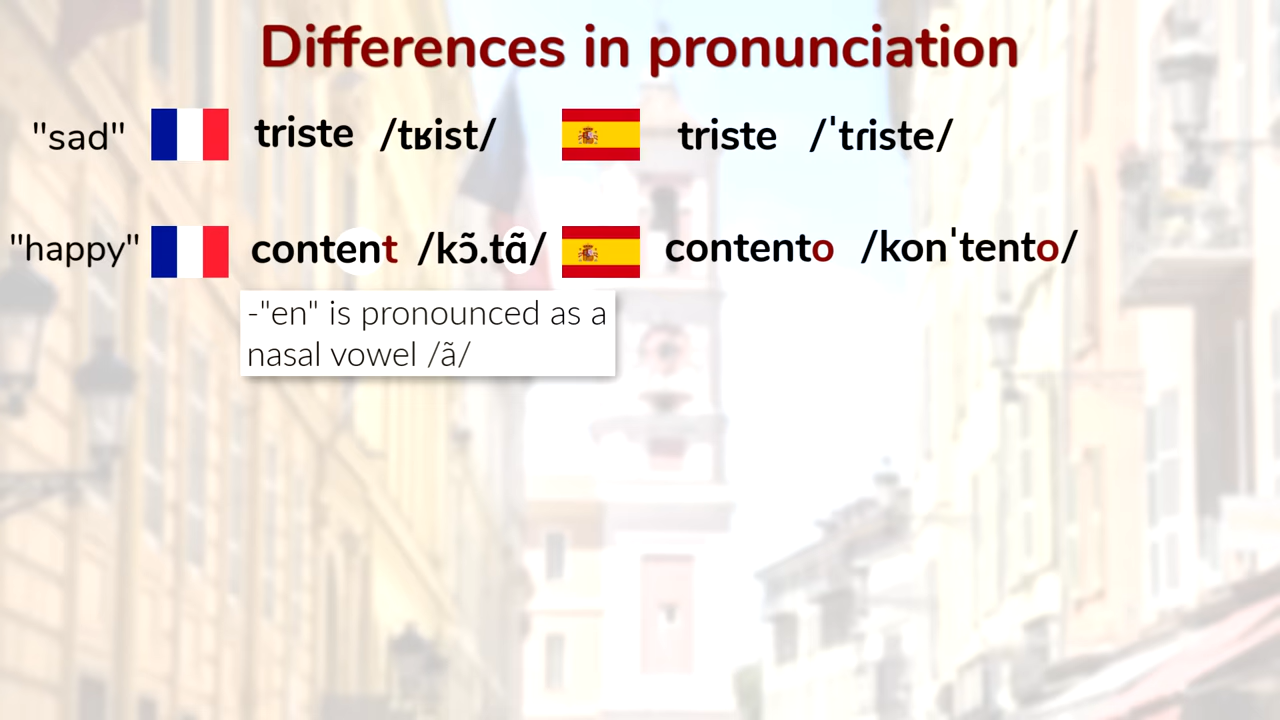 Differences in pronunciation
"sad" triste /tʁist/ triste /ˈtɾiste/
"happy" content /kɔ̃.tɑ̃/ contento /konˈtento/
-"en" is pronounced as a
nasal vowel /ã/